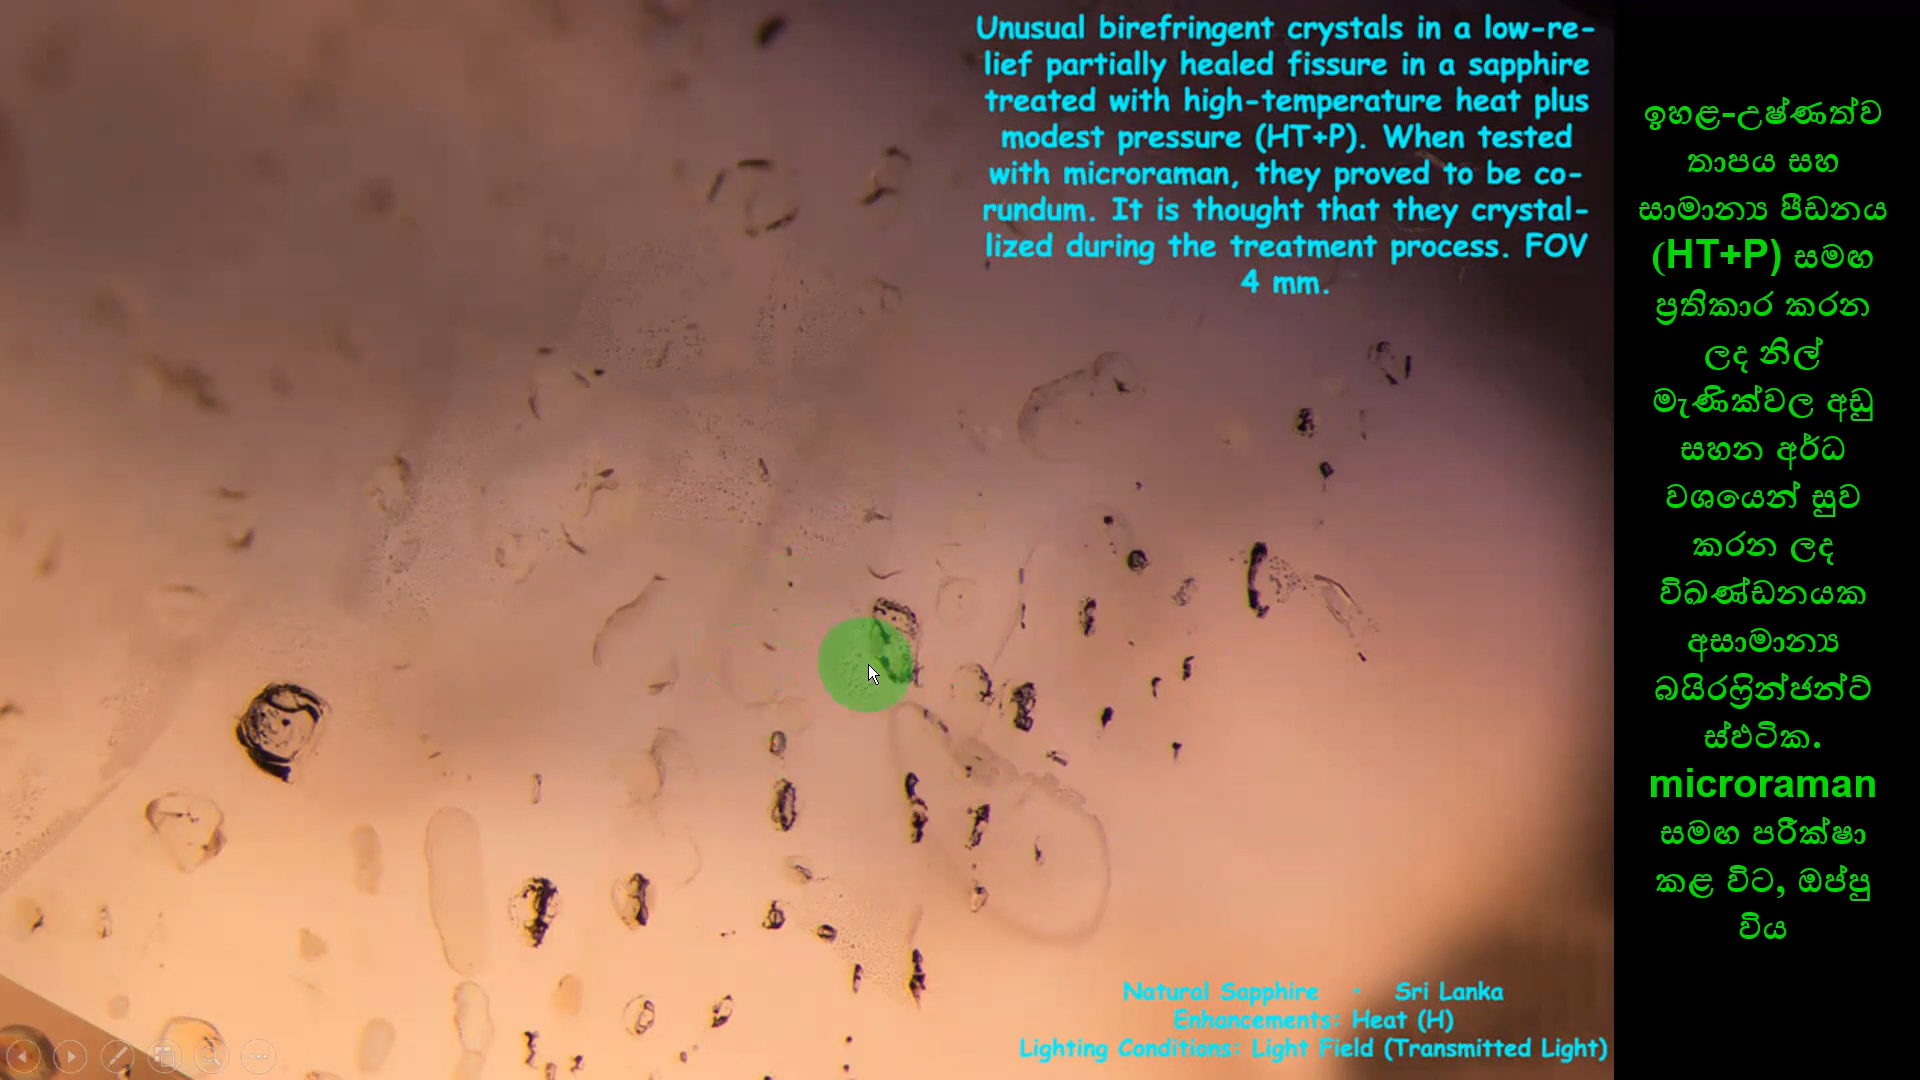 Unusual birefringent crystals in a low-re-
lief partially healed fissure in a sapphire
treated with high-temperature heat plus
modest pressure (HT+P). When tested
with microraman, they proved to be co-
rundum. It is thought that they crystal-
lized during the treatment process. FOV
4 mm.
Natural Sapphire · Sri Lanka
Enhancements: Heat (H)
Lighting Conditions: Light Field (Transmitted Light)
ඉහළ-උෂ්ණත්ව
තාපය සහ
සාමාන්‍ය පීඩනය
(HT+P) සමඟ
ප්‍රතිකාර කරන
ලද නිල්
මැණික්වල අඩු
සහන අර්ධ
වශයෙන් සුව
කරන ලද
විඛණ්ඩනයක
අසාමාන්‍ය
බයිරෆ්‍රින්ජන්ට්
ස්ඵටික.
microraman
සමඟ පරීක්ෂා
කළ විට, ඔප්පු
විය